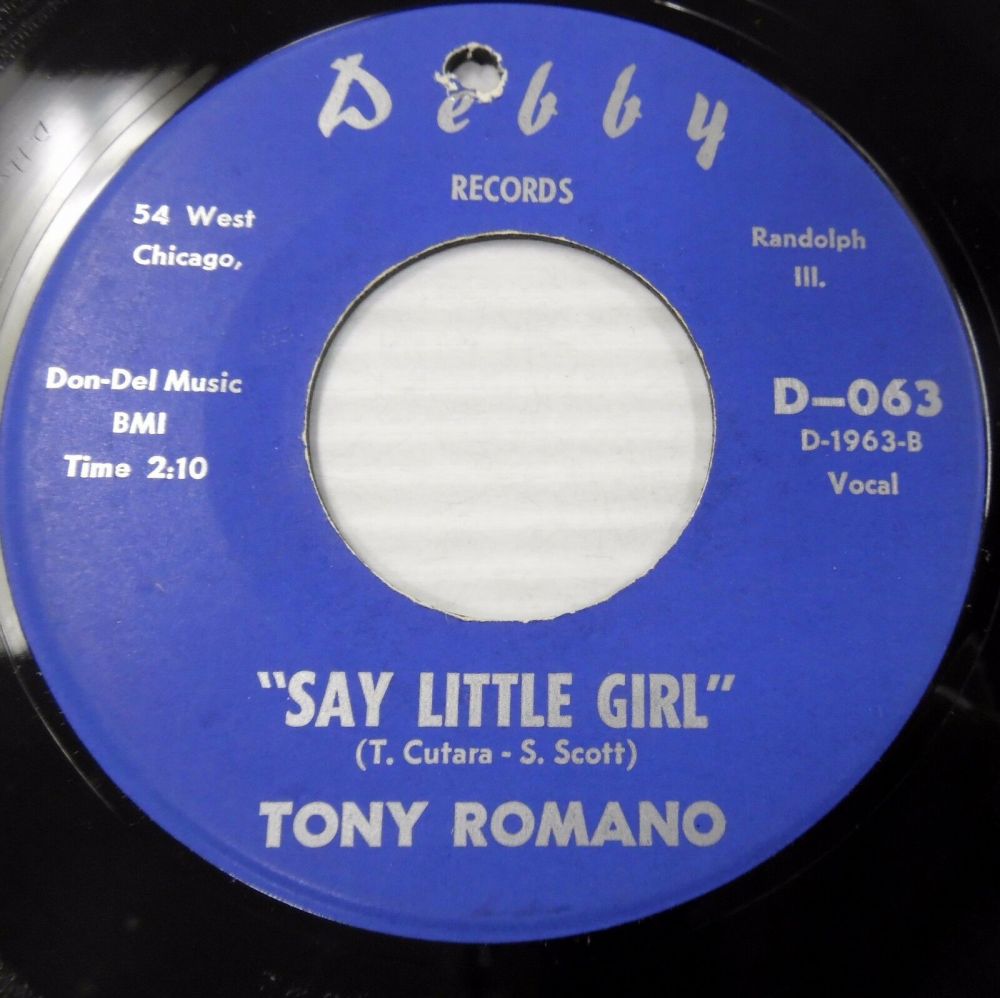 Debby
RECORDS
54 West
Chicago,
Randolph
Ill.
Don-Del Music
BMI
Time 2:10
D-063
D-1963-B
Vocal
"SAY LITTLE GIRL"
(T. Cutara - S. Scott)
TONY ROMANO